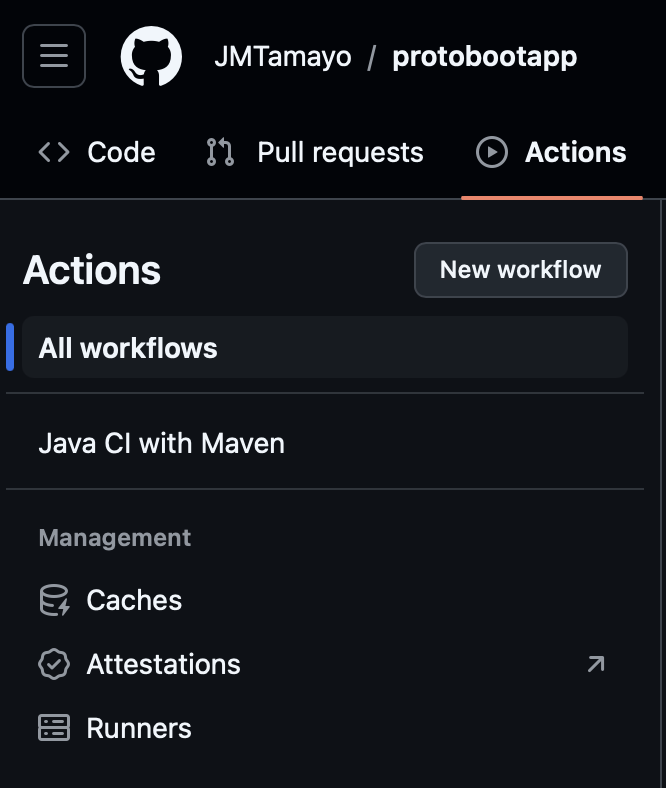 JMTamayo / protobootapp
Code Pull requests Actions
Actions New workflow
All workflows
Java CI with Maven
Management
Caches
Attestations
Runners